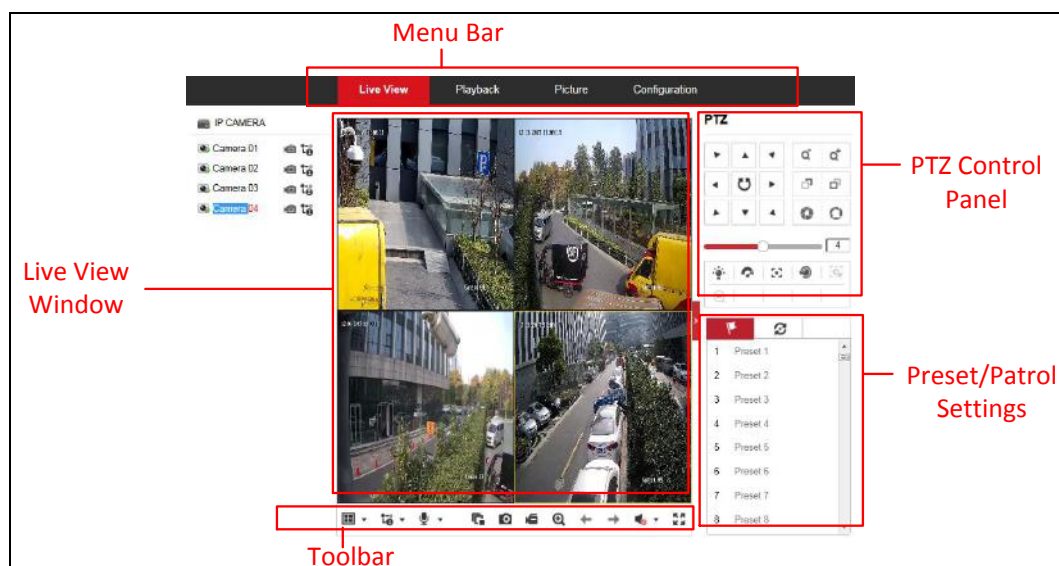 Menu Bar
Live View Playback Picture Configuration
IP CAMERA
Camera 01
Camera 02
Camera 03
Camera 04
PTZ
4
PTZ Control
Panel
Live View
Window
P
1 Preset 1
2 Preset 2
3 Preset 3
4 Preset 4
5 Preset 5
6 Preset 6
7 Preset 7
8 Preset 8
Preset/Patrol
Settings
Toolbar